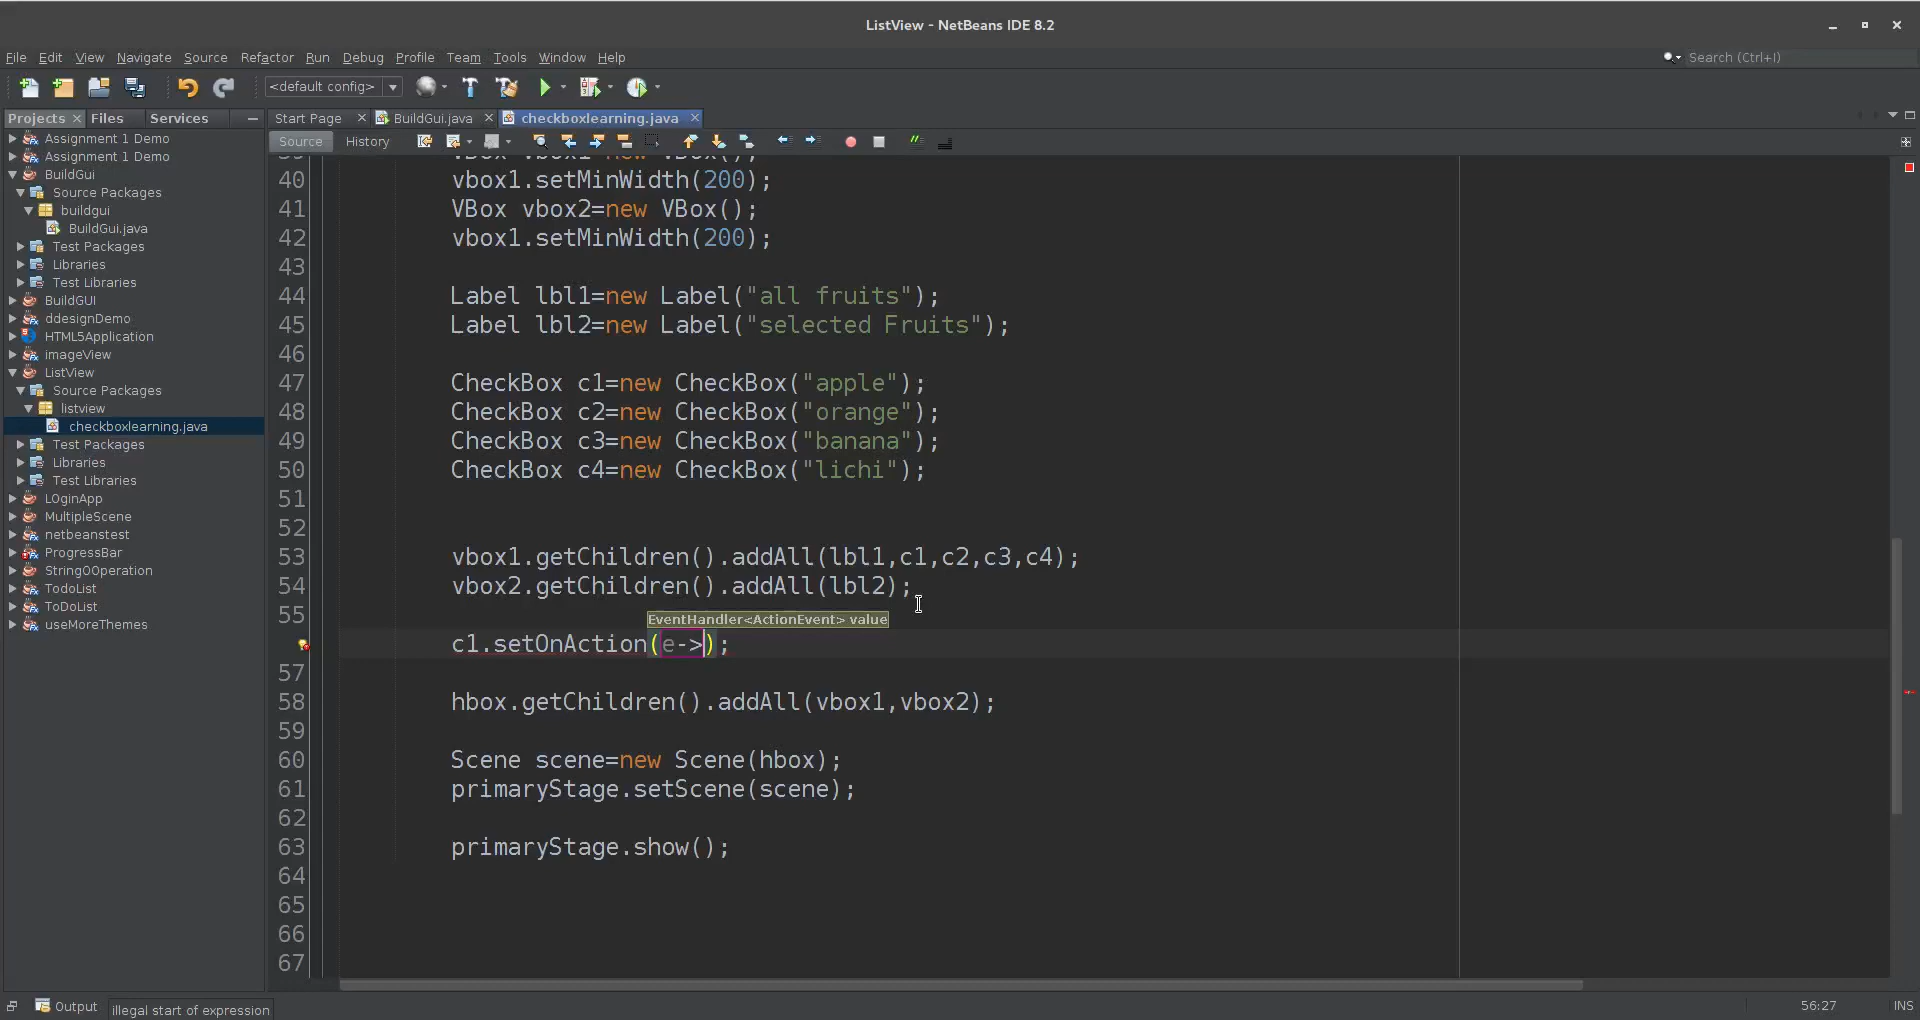 ListView - NetBeans IDE 8.2
File Edit View Navigate Source Refactor Run Debug Profile Team Tools Window Help
Search (Ctrl+I)
<default config>
Projects Files Services
Start Page BuildGui.java checkboxlearning.java
Source History
Assignment 1 Demo
Assignment 1 Demo
BuildGui
Source Packages
buildgui
BuildGui.java
Test Packages
Libraries
Test Libraries
BuildGUI
ddesignDemo
HTML5Application
imageView
ListView
Source Packages
listview
checkboxlearning.java
Test Packages
Libraries
Test Libraries
LOginApp
MultipleScene
netbeanstest
ProgressBar
StringOOperation
TodoList
ToDoList
useMoreThemes
39 VBox vbox1=new VBox();
40 vbox1.setMinWidth(200);
41 VBox vbox2=new VBox();
42 vbox1.setMinWidth(200);
43
44 Label lbl1=new Label("all fruits");
45 Label lbl2=new Label("selected Fruits");
46
47 CheckBox c1=new CheckBox("apple");
48 CheckBox c2=new CheckBox("orange");
49 CheckBox c3=new CheckBox("banana");
50 CheckBox c4=new CheckBox("lichi");
51
52
53 vbox1.getChildren().addAll(lbl1,c1,c2,c3,c4);
54 vbox2.getChildren().addAll(lbl2);
55
EventHandler<ActionEvent> value
c1.setOnAction(e->);
57
58 hbox.getChildren().addAll(vbox1,vbox2);
59
60 Scene scene=new Scene(hbox);
61 primaryStage.setScene(scene);
62
63 primaryStage.show();
64
65
66
67
Output illegal start of expression
56:27 INS